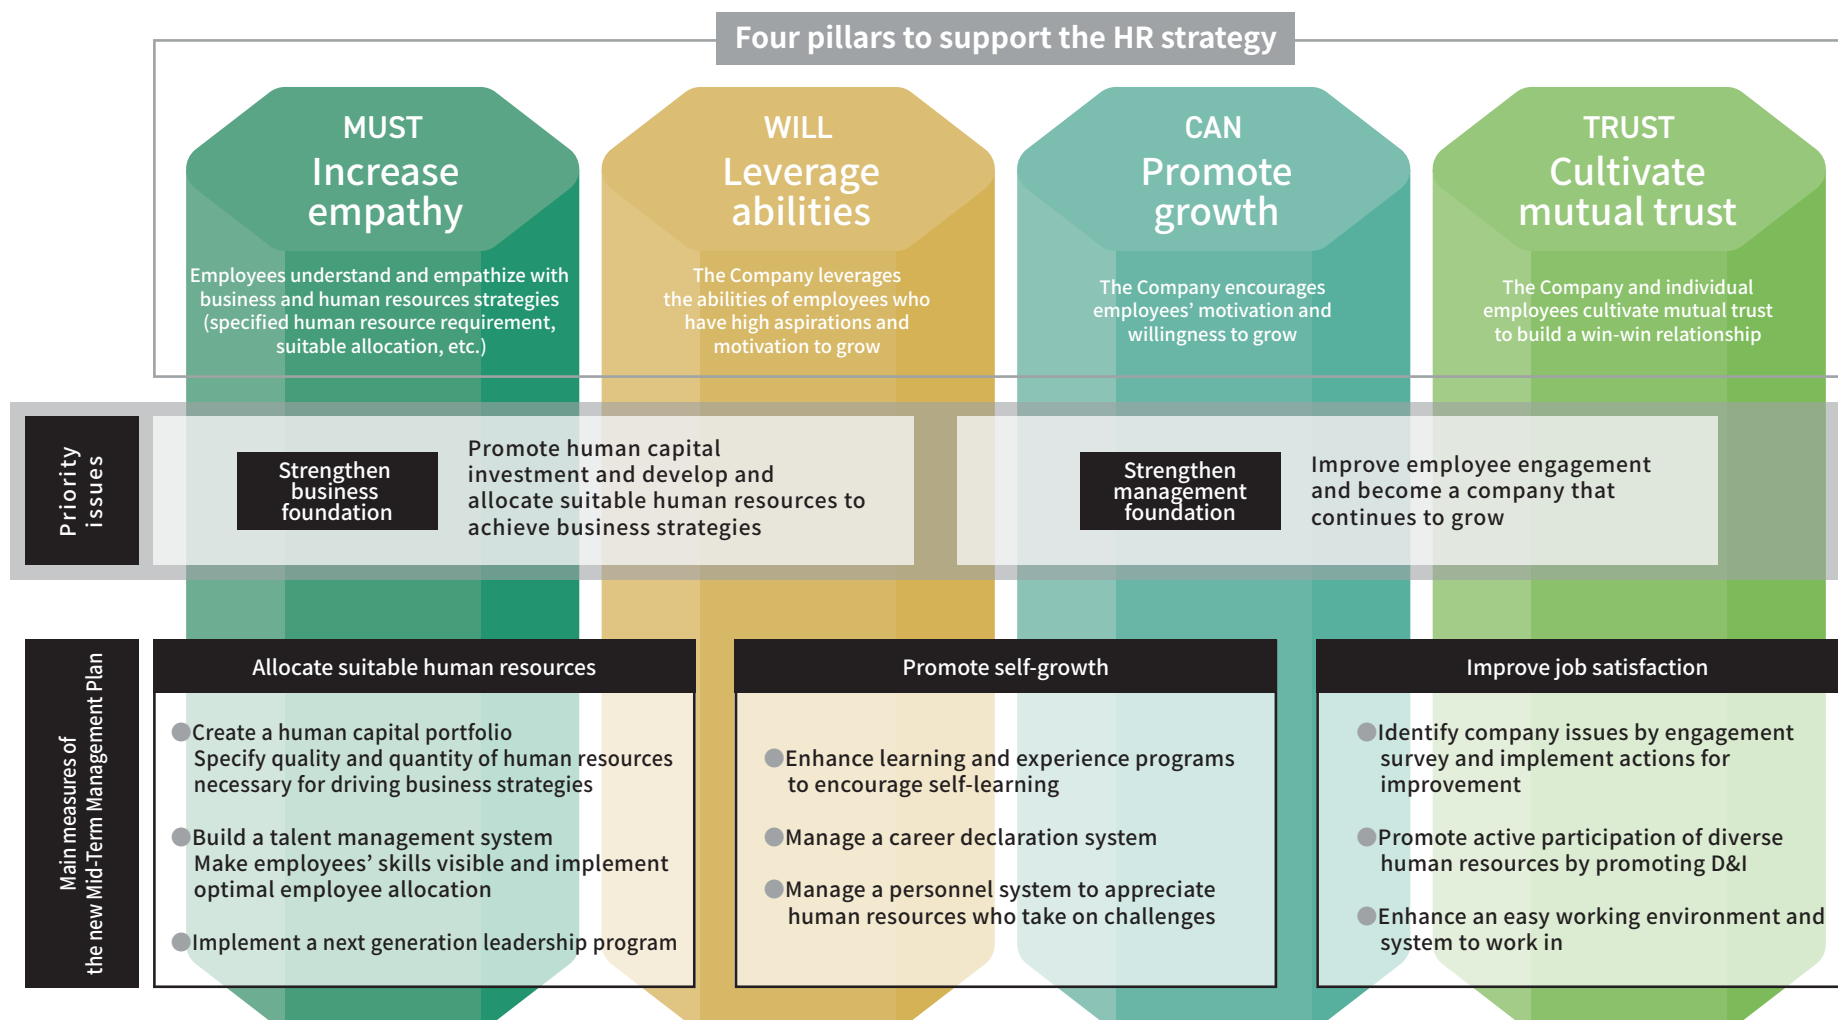 Four pillars to support the HR strategy
MUST
Increase
empathy
Employees understand and empathize with
business and human resources strategies
(specified human resource requirement,
suitable allocation, etc.)
WILL
Leverage
abilities
The Company leverages
the abilities of employees who
have high aspirations and
motivation to grow
CAN
Promote
growth
The Company encourages
employees’ motivation and
willingness to grow
TRUST
Cultivate
mutual trust
The Company and individual
employees cultivate mutual trust
to build a win-win relationship
Priority
issues
Strengthen
business
foundation
Promote human capital
investment and develop and
allocate suitable human resources to
achieve business strategies
Strengthen
management
foundation
Improve employee engagement
and become a company that
continues to grow
Main measures of
the new Mid-Term Management Plan
Allocate suitable human resources
●Create a human capital portfolio
Specify quality and quantity of human resources
necessary for driving business strategies
●Build a talent management system
Make employees’ skills visible and implement
optimal employee allocation
●Implement a next generation leadership program
Promote self-growth
●Enhance learning and experience programs
to encourage self-learning
●Manage a career declaration system
●Manage a personnel system to appreciate
human resources who take on challenges
Improve job satisfaction
●Identify company issues by engagement
survey and implement actions for
improvement
●Promote active participation of diverse
human resources by promoting D&I
●Enhance an easy working environment and
system to work in